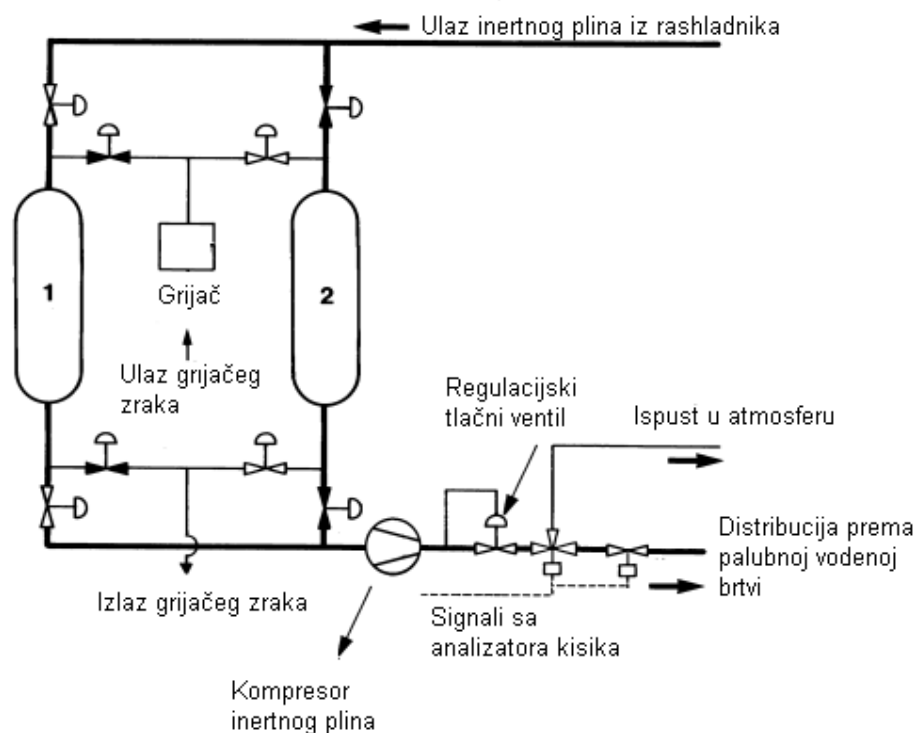 Ulaz inertnog plina iz rashladnika
1
2
Grijač
Ulaz grijačeg
zraka
Regulacijski
tlačni ventil
Ispust u atmosferu
Distribucija prema
palubnoj vodenoj
brtvi
Izlaz grijačeg zraka
Signali sa
analizatora kisika
Kompresor
inertnog plina